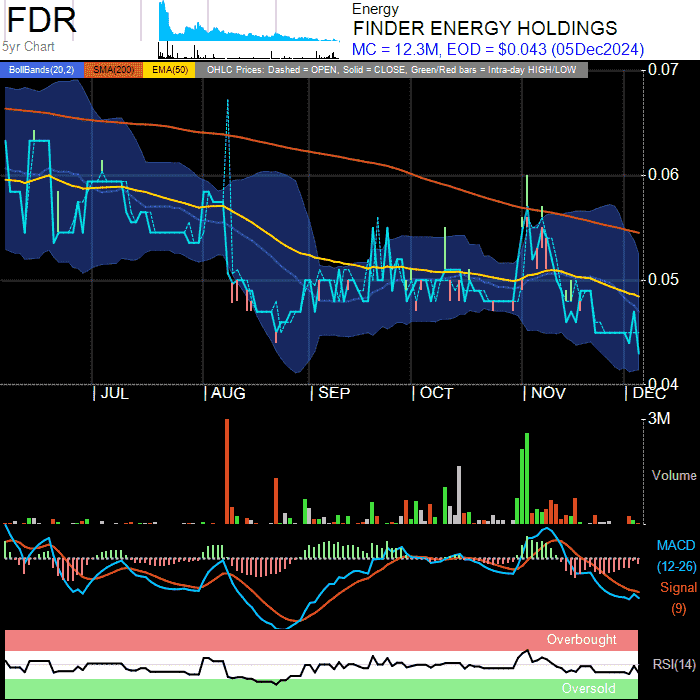 FDR
5yr Chart
Energy
FINDER ENERGY HOLDINGS
MC = 12.3M, EOD = $0.043 (05Dec2024)
BollBands(20,2) SMA(200) EMA(50) OHLC Prices: Dashed = OPEN, Solid = CLOSE, Green/Red bars = Intra-day HIGH/LOW
0.07
0.06
0.05
0.04
| JUL | AUG | SEP | OCT | NOV | DEC
3M
Volume
MACD
(12-26)
Signal
(9)
Overbought
RSI(14)
Oversold